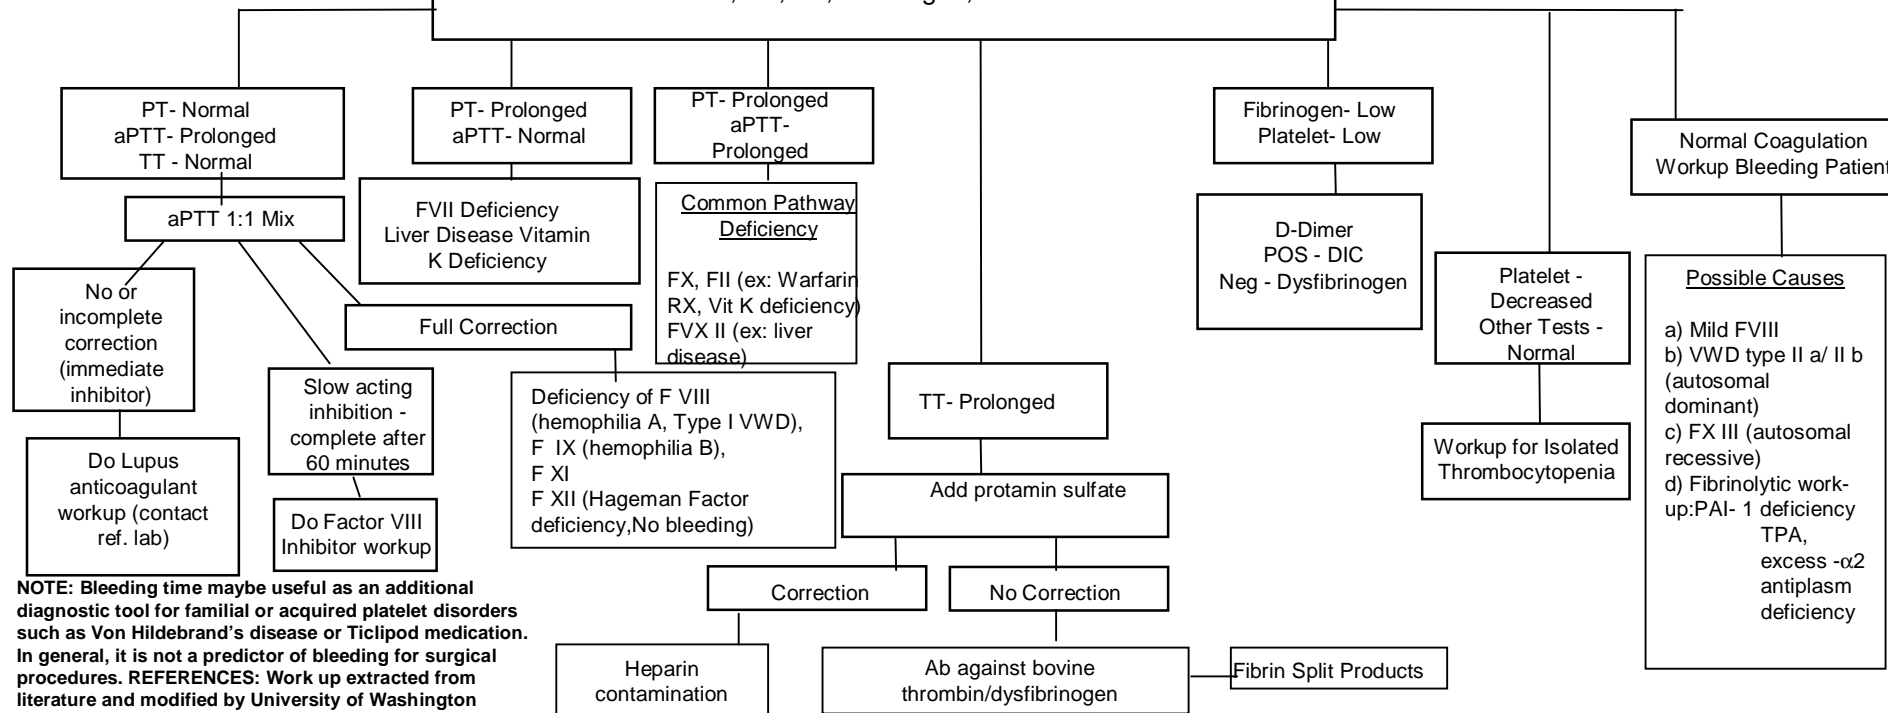 PT- Normal
aPTT- Prolonged
TT - Normal
PT- Prolonged
aPTT- Normal
PT- Prolonged
aPTT-
Prolonged
Fibrinogen- Low
Platelet- Low
Normal Coagulation
Workup Bleeding Patient
aPTT 1:1 Mix
FVII Deficiency
Liver Disease Vitamin
K Deficiency
Common Pathway
Deficiency
FX, FII (ex: Warfarin
RX, Vit K deficiency)
FVX II (ex: liver
disease)
D-Dimer
POS - DIC
Neg - Dysfibrinogen
Platelet -
Decreased
Other Tests -
Normal
Possible Causes
a) Mild FVIII
b) VWD type II a/ II b
(autosomal
dominant)
c) FX III (autosomal
recessive)
d) Fibrinolytic work-
up:PAI- 1 deficiency
TPA,
excess -α2
antiplasm
deficiency
No or
incomplete
correction
(immediate
inhibitor)
Full Correction
Slow acting
inhibition -
complete after
60 minutes
Deficiency of F VIII
(hemophilia A, Type I VWD),
F IX (hemophilia B),
F XI
F XII (Hageman Factor
deficiency,No bleeding)
TT- Prolonged
Workup for Isolated
Thrombocytopenia
Do Lupus
anticoagulant
workup (contact
ref. lab)
Do Factor VIII
Inhibitor workup
Add protamin sulfate
Correction
No Correction
NOTE: Bleeding time maybe useful as an additional
diagnostic tool for familial or acquired platelet disorders
such as Von Hildebrand's disease or Ticlipod medication.
In general, it is not a predictor of bleeding for surgical
procedures. REFERENCES: Work up extracted from
literature and modified by University of Washington
Heparin
contamination
Ab against bovine
thrombin/dysfibrinogen
Fibrin Split Products